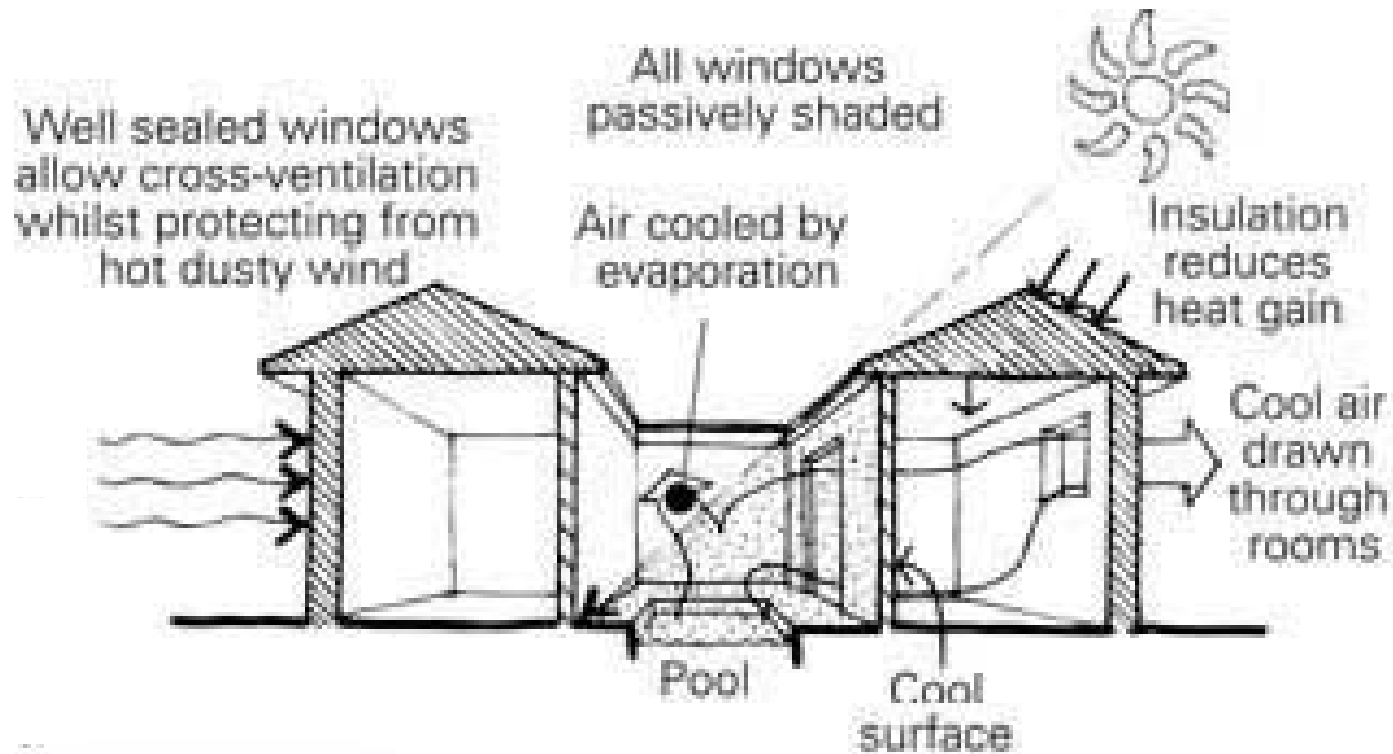 All windows
passively shaded
Well sealed windows
allow cross-ventilation
whilst protecting from
hot dusty wind
Air cooled by
evaporation
Insulation
reduces
heat gain
Cool air
drawn
through
rooms
Pool
Cool
surface